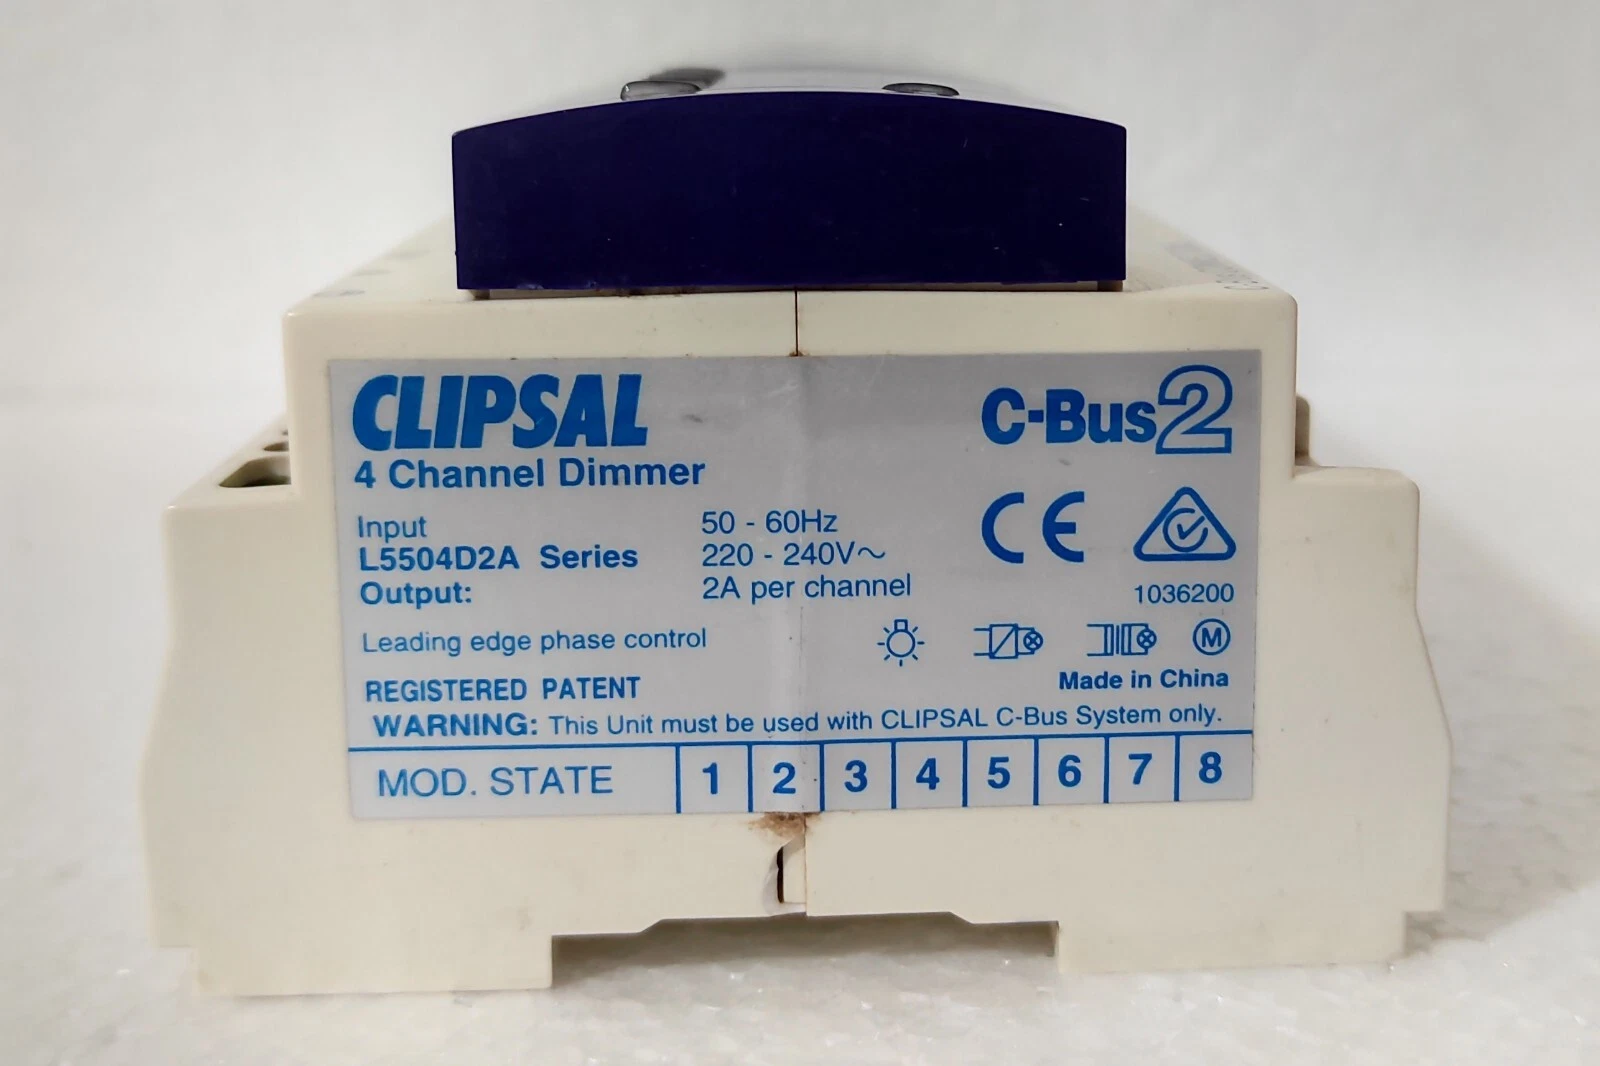 CLIPSAL
4 Channel Dimmer
C-Bus2
Input 50 - 60Hz
L5504D2A Series 220 - 240V~
Output: 2A per channel
CE
1036200
Leading edge phase control
M
REGISTERED PATENT
Made in China
WARNING: This Unit must be used with CLIPSAL C-Bus System only.
MOD. STATE 1 2 3 4 5 6 7 8